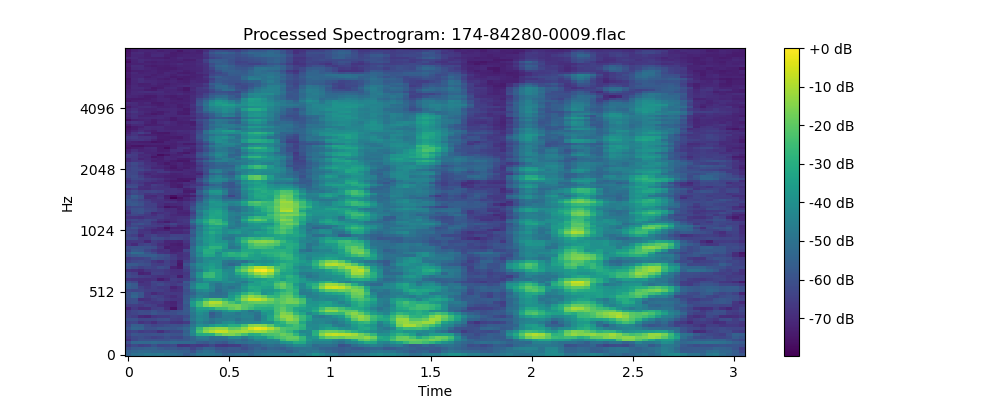 Processed Spectrogram: 174-84280-0009.flac
+0 dB
4096
-10 dB
-20 dB
2048
-30 dB
Hz
1024
-40 dB
-50 dB
512
-60 dB
-70 dB
0
0 0.5 1 1.5 2 2.5 3
Time